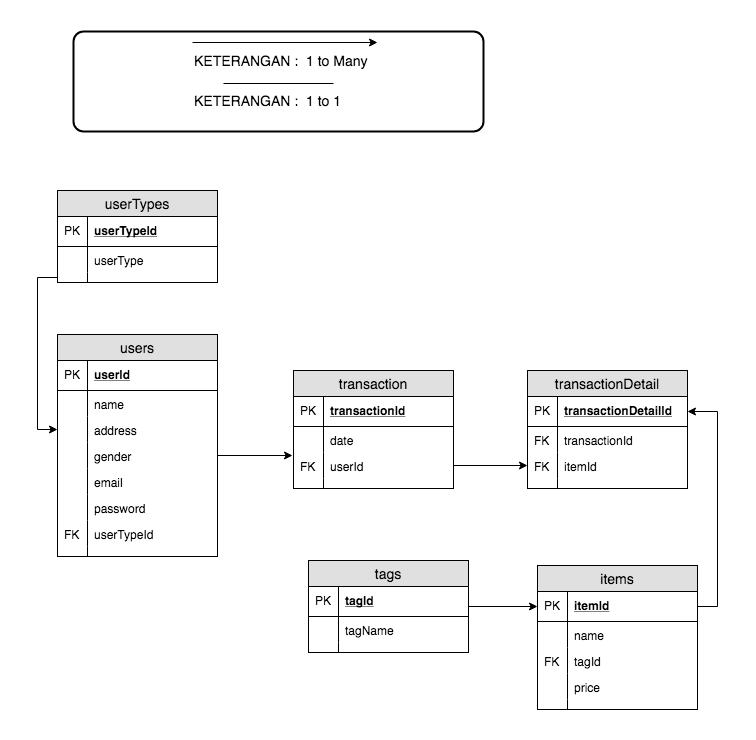 KETERANGAN : 1 to Many
KETERANGAN : 1 to 1
userTypes
PK userTypeId
userType
users
PK userId
name
address
gender
email
password
FK userTypeId
transaction
PK transactionId
date
FK userId
transactionDetail
PK transactionDetailId
FK transactionId
FK itemId
tags
PK tagId
tagName
items
PK itemId
name
FK tagId
price